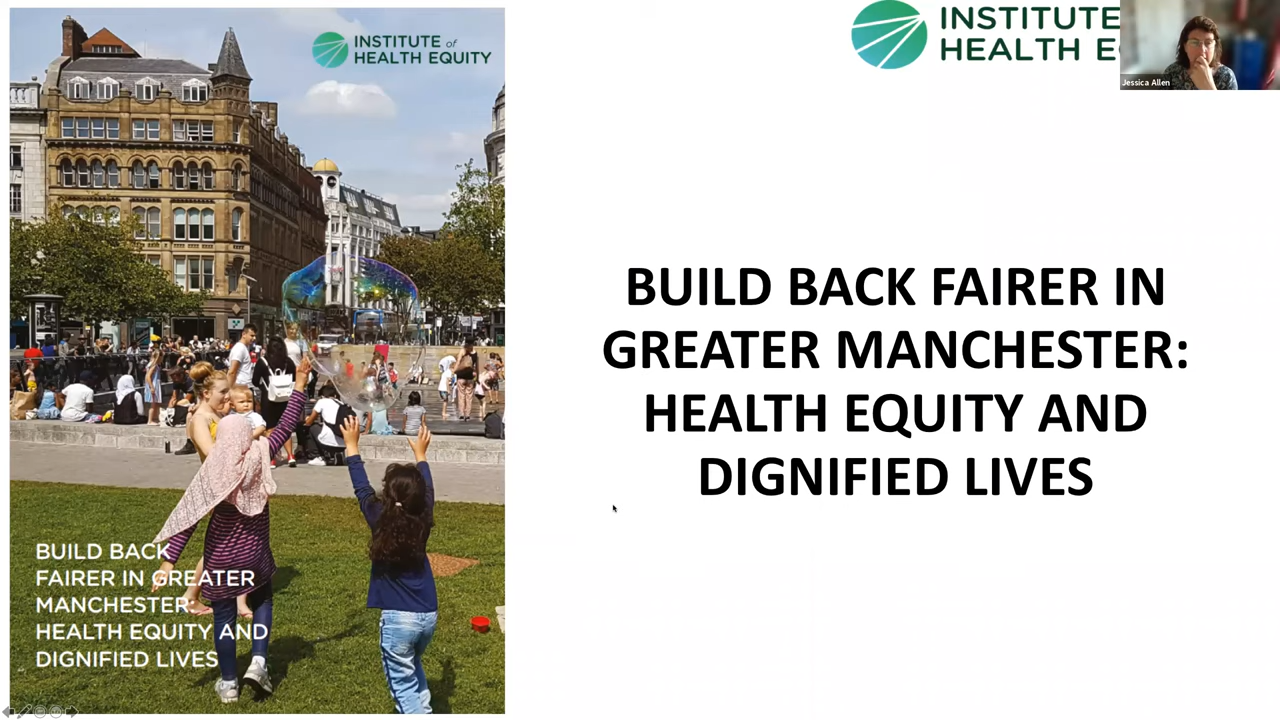 INSTITUTE of
HEALTH EQUITY
BUILD BACK
FAIRER IN GREATER
MANCHESTER:
HEALTH EQUITY AND
DIGNIFIED LIVES
INSTITUTE
HEALTH E
Jessica Allen
BUILD BACK FAIRER IN
GREATER MANCHESTER:
HEALTH EQUITY AND
DIGNIFIED LIVES